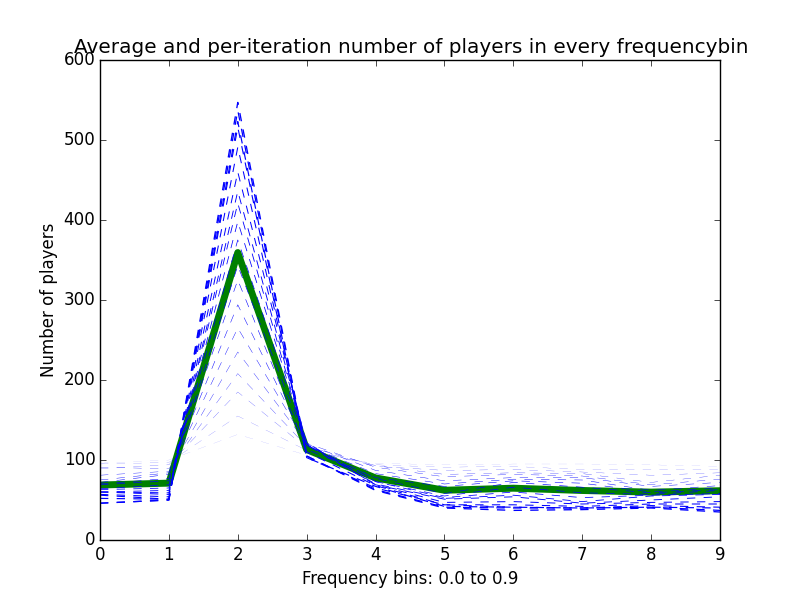 Average and per-iteration number of players in every frequencybin
600
500
400
300
200
100
0
Number of players
0 1 2 3 4 5 6 7 8 9
Frequency bins: 0.0 to 0.9